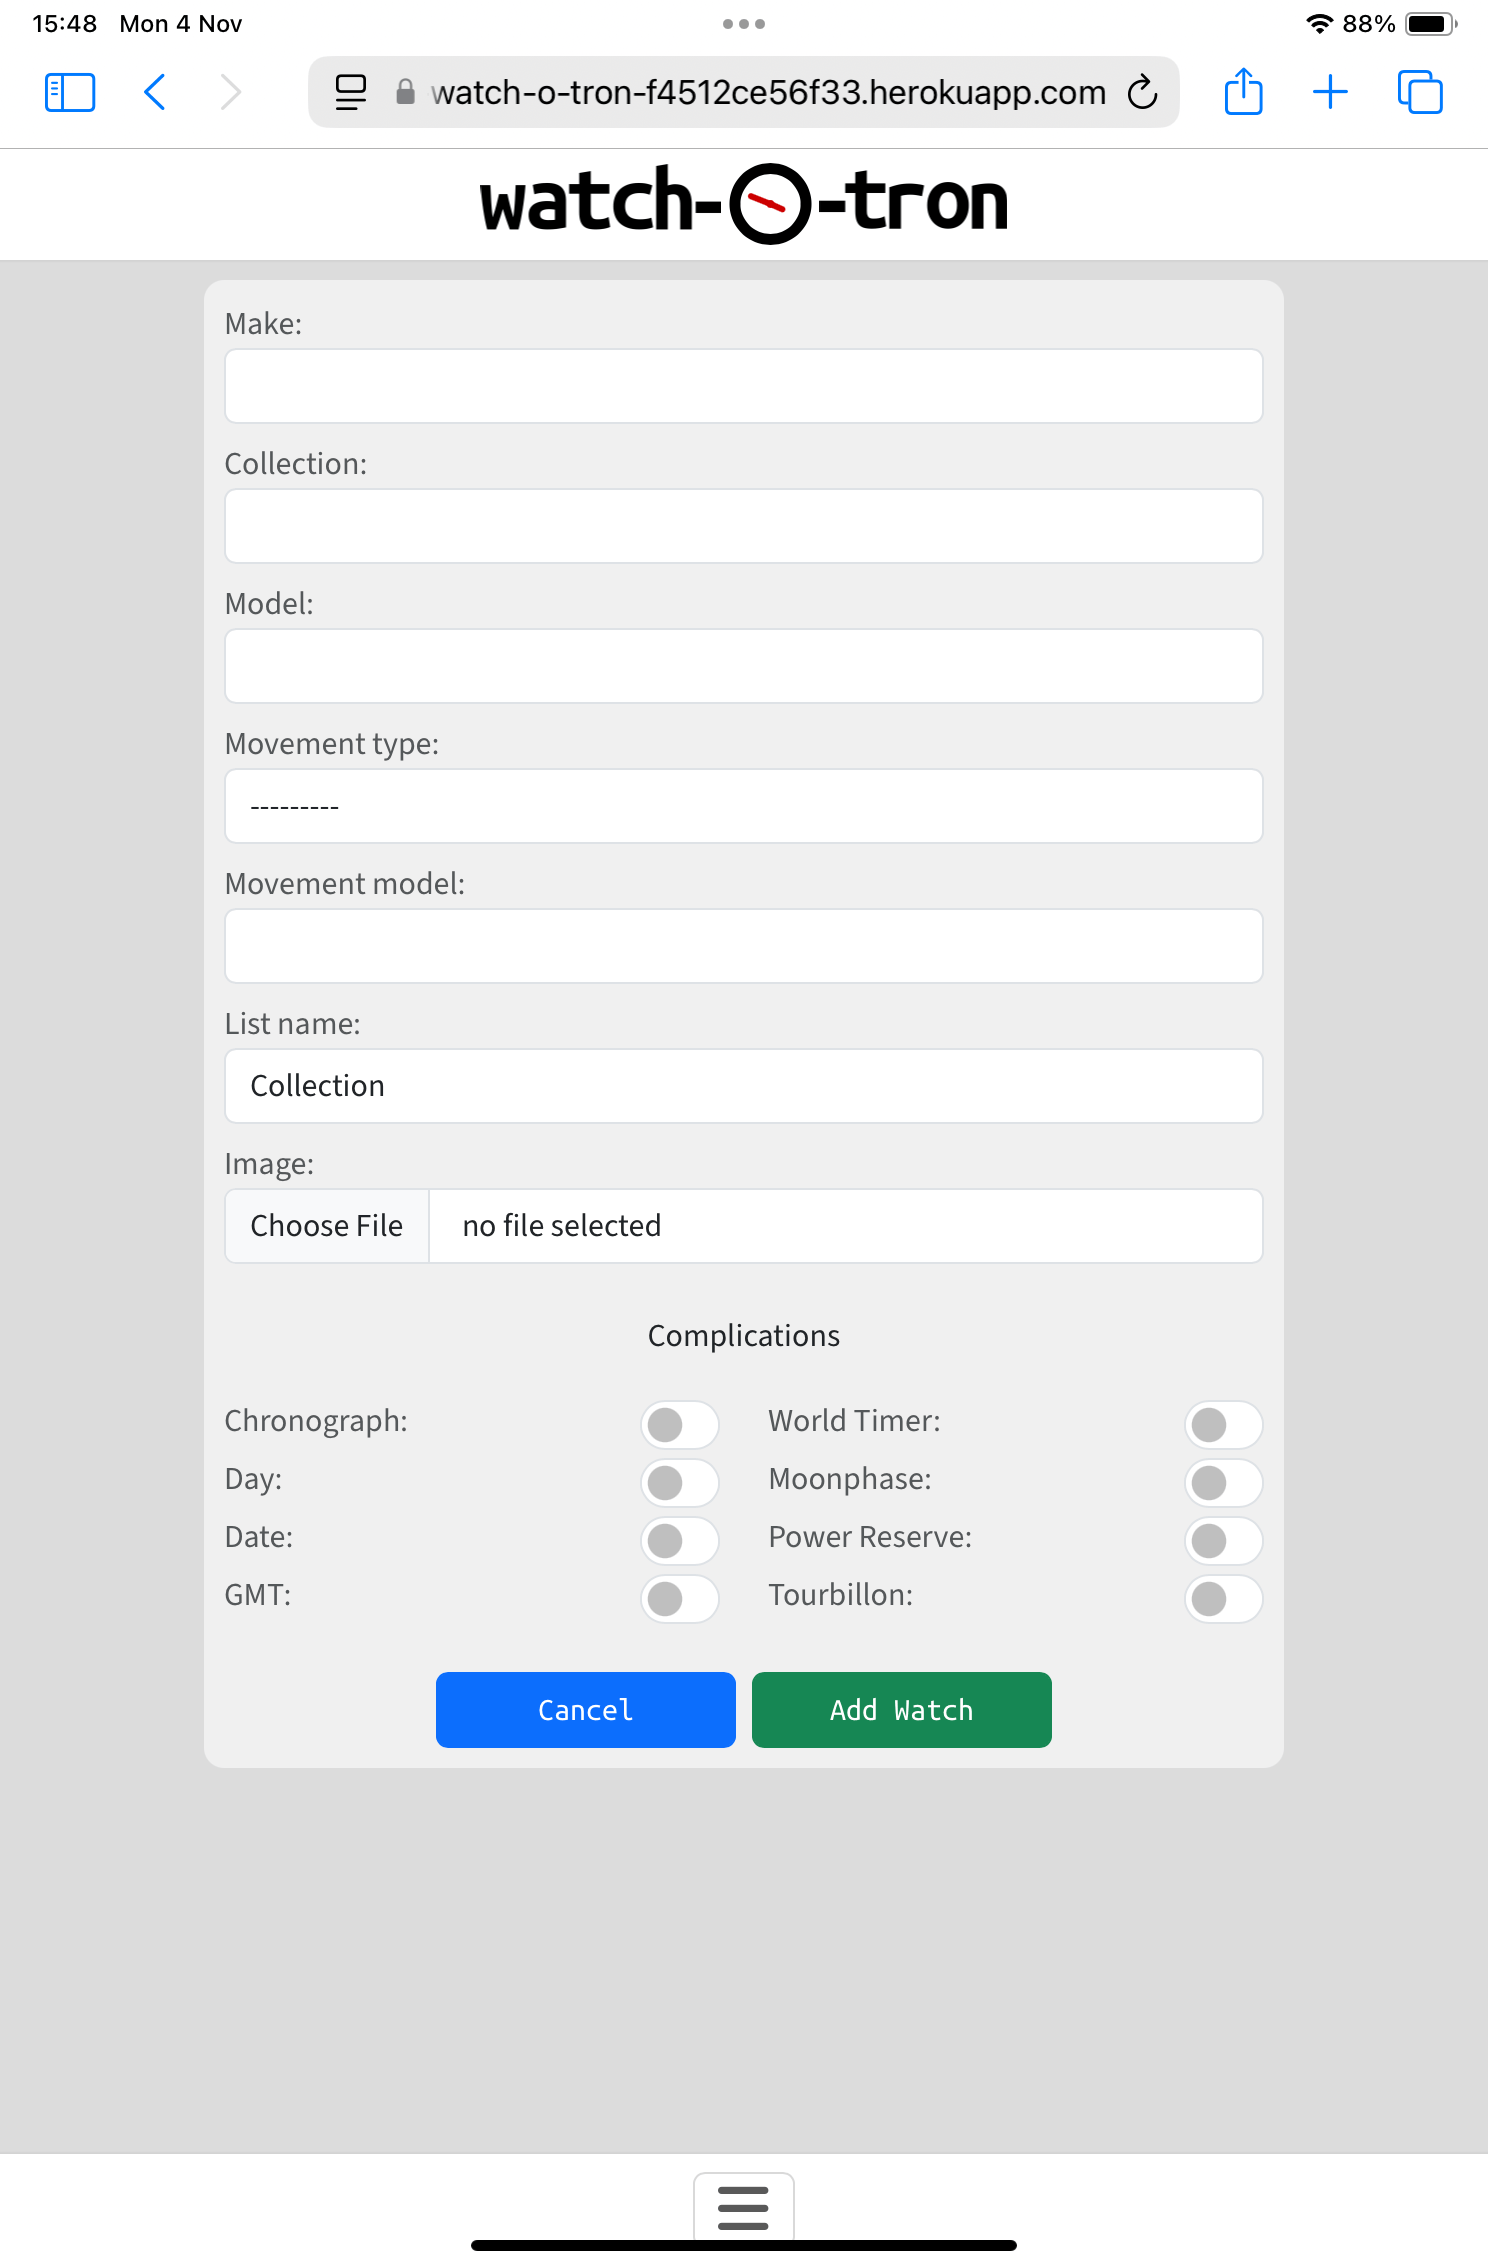 15:48 Mon 4 Nov 88%
watch-o-tron-f4512ce56f33.herokuapp.com
watch-O-tron
Make:
Collection:
Model:
Movement type:
---------
Movement model:
List name:
Collection
Image:
Choose File no file selected
Complications
Chronograph: World Timer:
Day: Moonphase:
Date: Power Reserve:
GMT: Tourbillon:
Cancel Add Watch